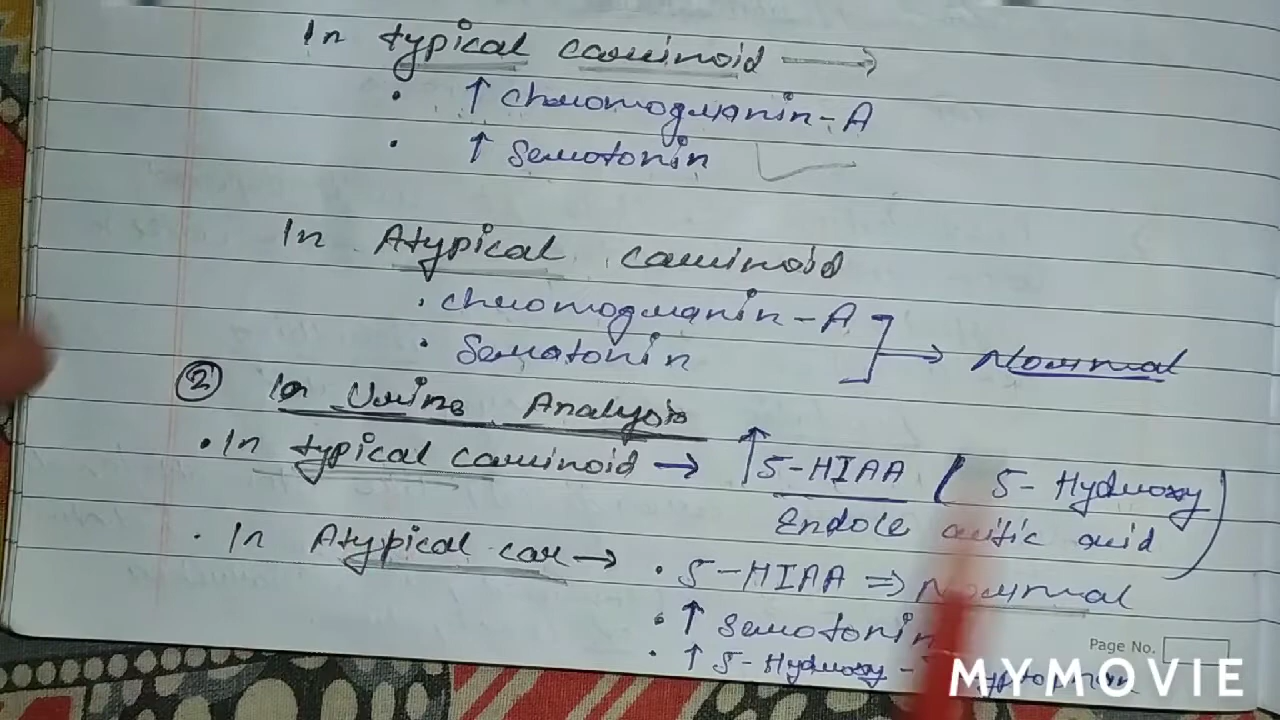 In typical carcinoid →
• ↑ Chromogranin-A
• ↑ Serotonin
In Atypical carcinoid
• Chromogranin-A
• Serotonin ] → Normal
② In Urine Analysis
• In typical carcinoid → ↑ 5-HIAA ( 5-Hydroxy
Endole acitic acid )
• In Atypical car → • 5-HIAA ⇒ Normal
• ↑ Serotonin
• ↑ 5-Hydroxy -
Page No.
MYMOVIE